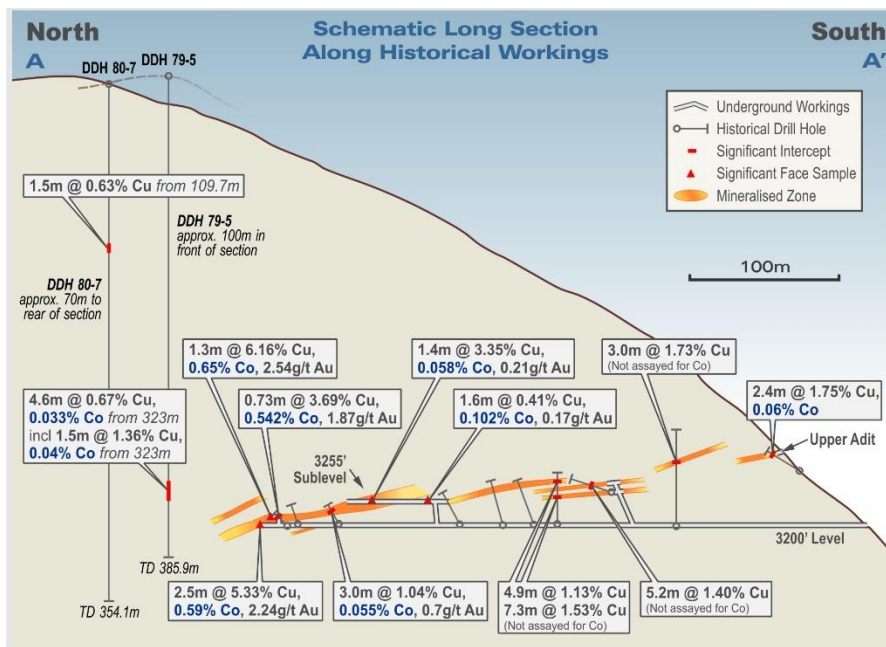 North
Schematic Long Section
South
A
Along Historical Workings
A'
DDH 80-7
DDH 79-5
Underground Workings
Historical Drill Hole
Significant Intercept
Significant Face Sample
Mineralised Zone
100m
1.5m @ 0.63% Cu from 109.7m
DDH 79-5
approx. 100m in
front of section
DDH 80-7
approx. 70m to
rear of section
1.3m @ 6.16% Cu,
0.65% Co, 2.54g/t Au
1.4m @ 3.35% Cu,
0.058% Co, 0.21g/t Au
3.0m @ 1.73% Cu
(Not assayed for Co)
2.4m @ 1.75% Cu
0.06% Co
4.6m @ 0.67% Cu,
0.033% Co from 323m
incl 1.5m @ 1.36% Cu,
0.04% Co from 323m
0.73m @ 3.69% Cu,
0.542% Co, 1.87g/t Au
1.6m @ 0.41% Cu,
0.102% Co, 0.17g/t Au
Upper Adit
3255'
Sublevel
3200' Level
TD 385.9m
TD 354.1m
2.5m @ 5.33% Cu,
0.59% Co, 2.24g/t Au
3.0m @ 1.04% Cu,
0.055% Co, 0.7g/t Au
4.9m @ 1.13% Cu
7.3m @ 1.53% Cu
(Not assayed for Co)
5.2m @ 1.40% Cu
(Not assayed for Co)